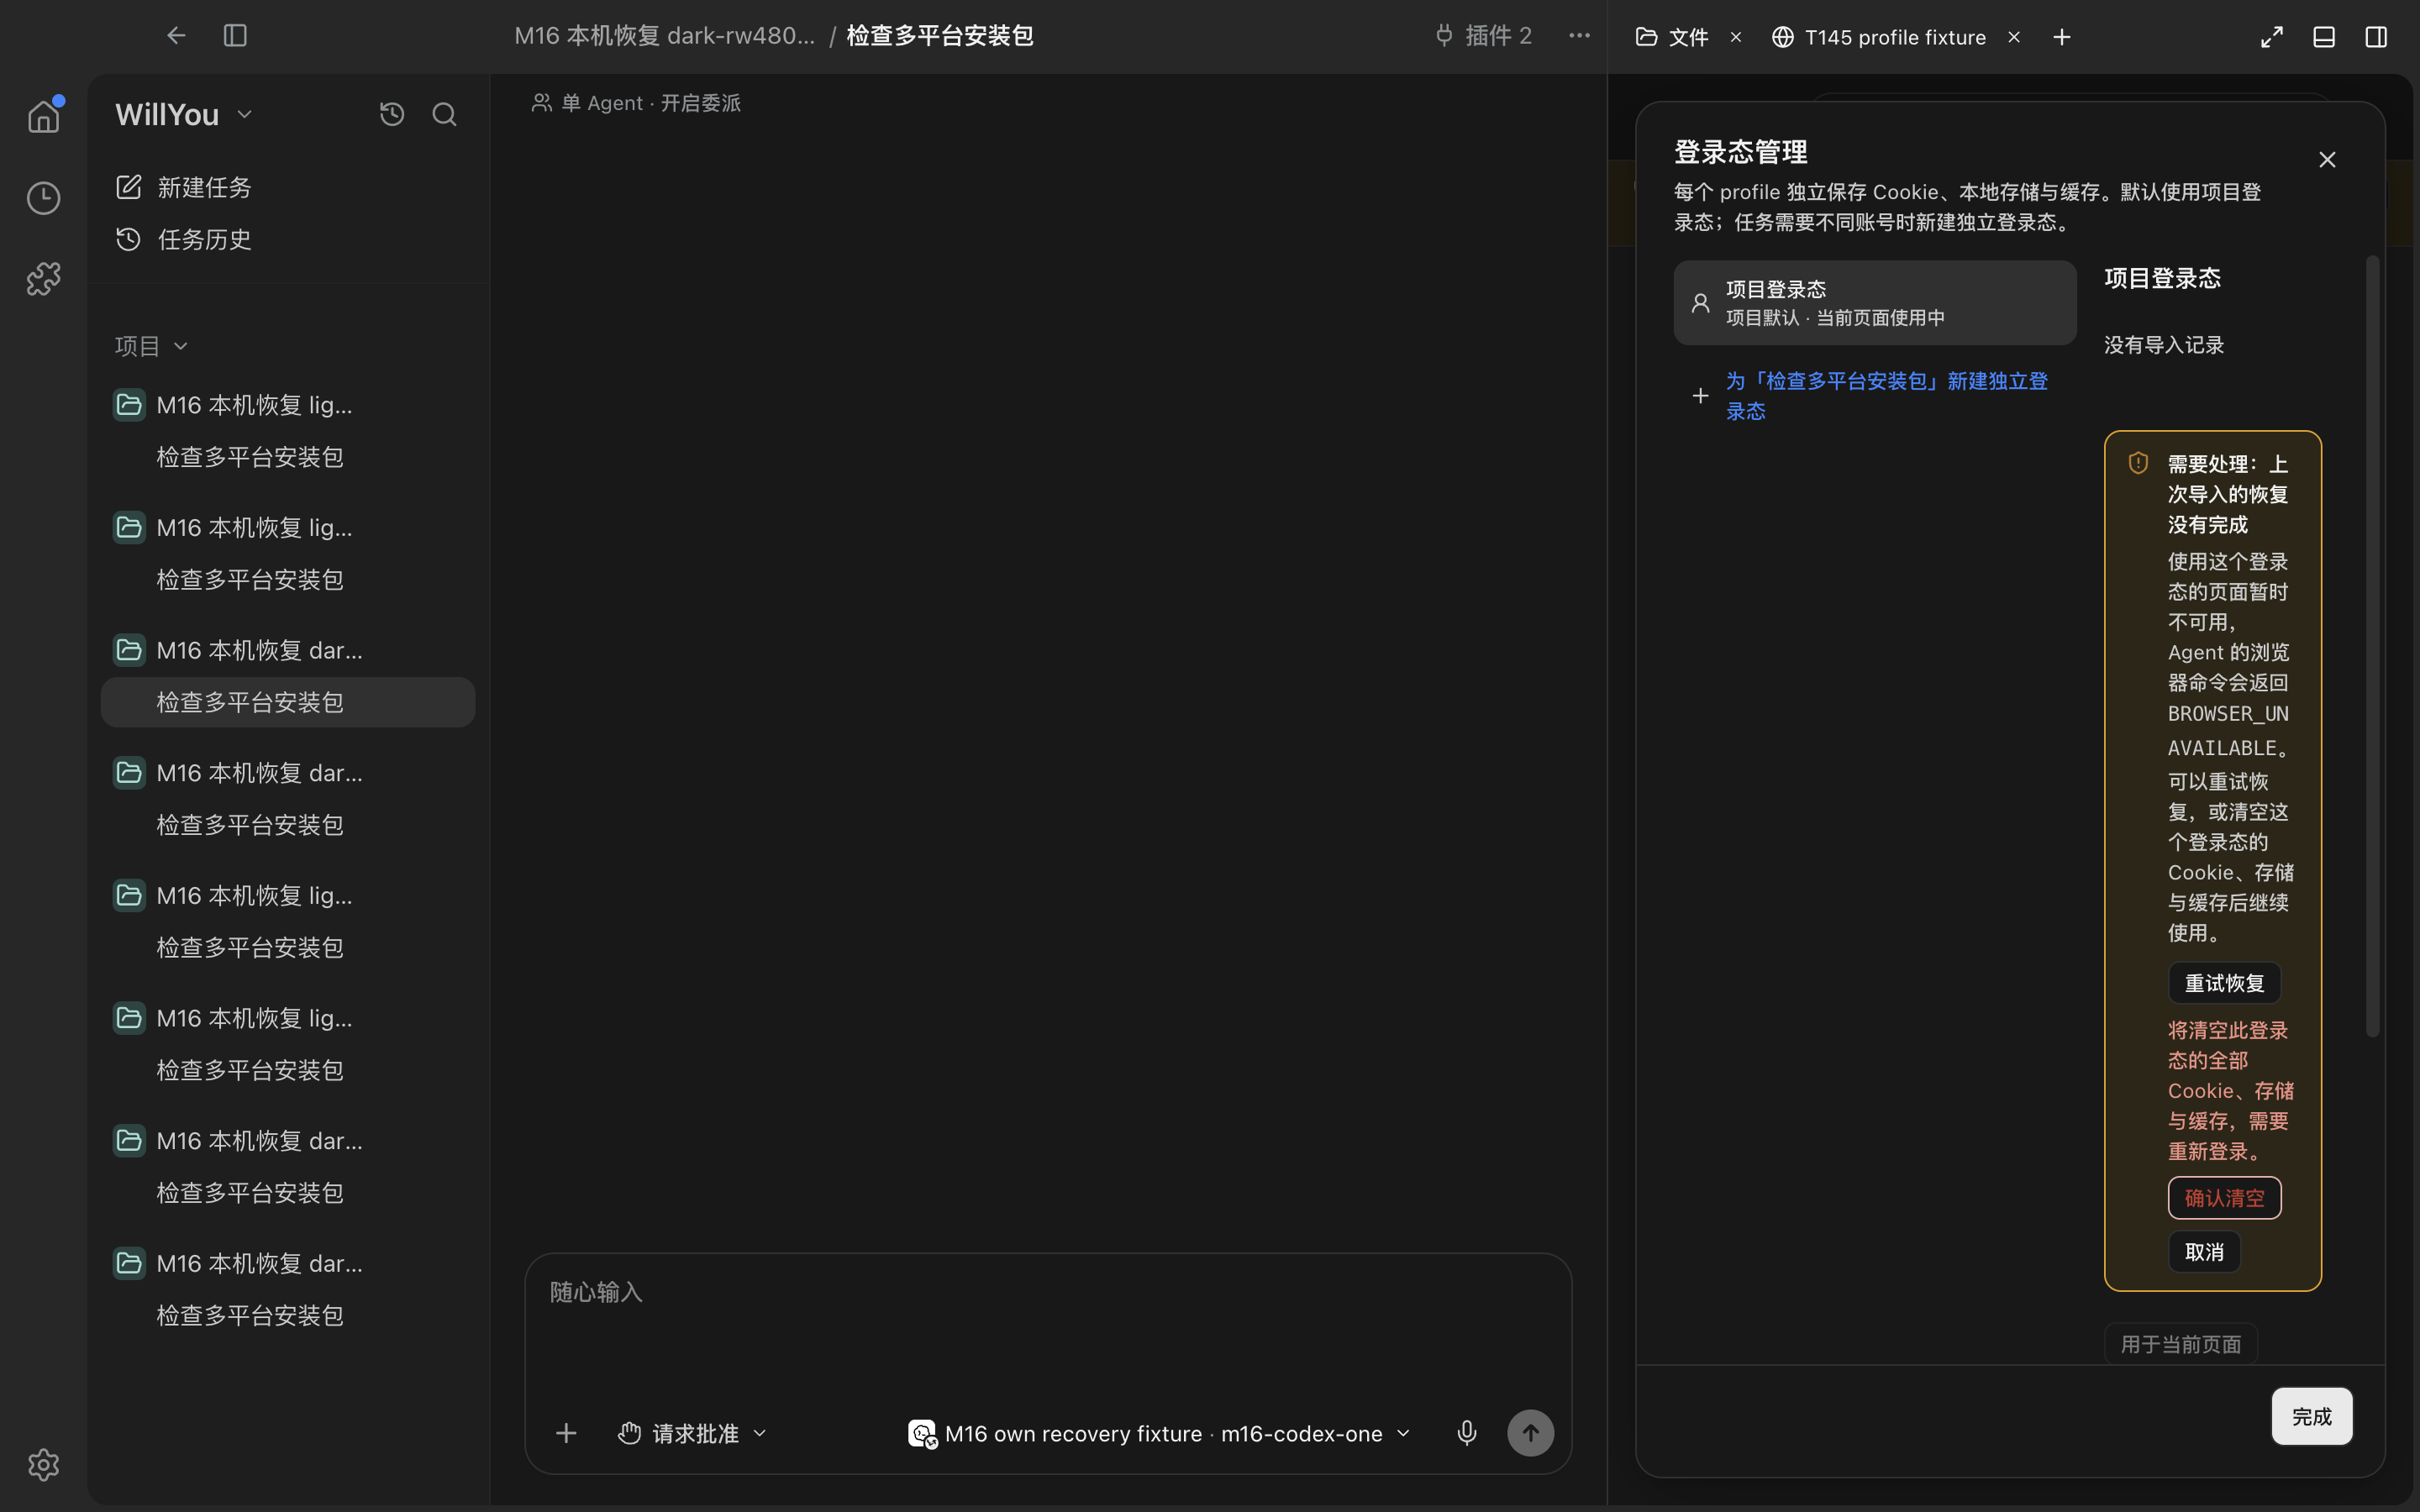 M16 本机恢复 dark-rw480... / 检查多平台安装包
插件 2
文件
T145 profile fixture
WillYou
新建任务
任务历史
项目
M16 本机恢复 lig...
检查多平台安装包
M16 本机恢复 lig...
检查多平台安装包
M16 本机恢复 dar...
检查多平台安装包
M16 本机恢复 dar...
检查多平台安装包
M16 本机恢复 lig...
检查多平台安装包
M16 本机恢复 lig...
检查多平台安装包
M16 本机恢复 dar...
检查多平台安装包
M16 本机恢复 dar...
检查多平台安装包
单 Agent · 开启委派
随心输入
请求批准
M16 own recovery fixture · m16-codex-one
登录态管理
每个 profile 独立保存 Cookie、本地存储与缓存。默认使用项目登
录态；任务需要不同账号时新建独立登录态。
项目登录态
项目默认 · 当前页面使用中
为「检查多平台安装包」新建独立登
录态
项目登录态
没有导入记录
需要处理：上
次导入的恢复
没有完成
使用这个登录
态的页面暂时
不可用，
Agent 的浏览
器命令会返回
BROWSER_UN
AVAILABLE。
可以重试恢
复，或清空这
个登录态的
Cookie、存储
与缓存后继续
使用。
重试恢复
将清空此登录
态的全部
Cookie、存储
与缓存，需要
重新登录。
确认清空
取消
用于当前页面
完成